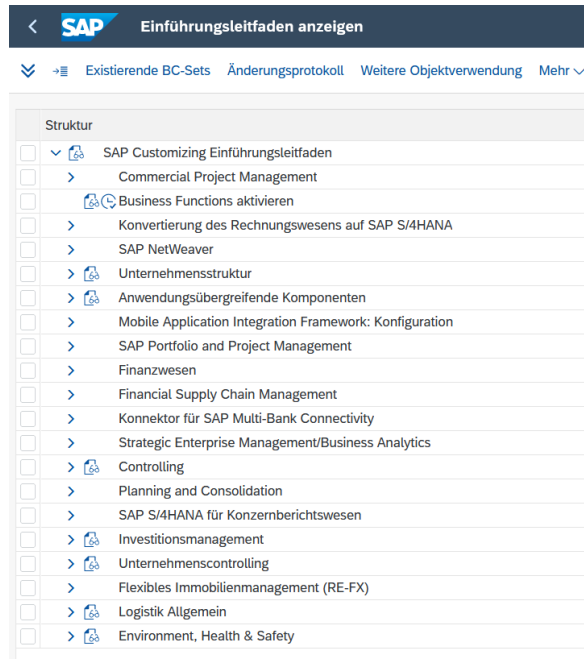 SAP Einführungsleitfaden anzeigen
Existierende BC-Sets Änderungsprotokoll Weitere Objektverwendung Mehr
Struktur
SAP Customizing Einführungsleitfaden
Commercial Project Management
Business Functions aktivieren
Konvertierung des Rechnungswesens auf SAP S/4HANA
SAP NetWeaver
Unternehmensstruktur
Anwendungsübergreifende Komponenten
Mobile Application Integration Framework: Konfiguration
SAP Portfolio and Project Management
Finanzwesen
Financial Supply Chain Management
Konnektor für SAP Multi-Bank Connectivity
Strategic Enterprise Management/Business Analytics
Controlling
Planning and Consolidation
SAP S/4HANA für Konzernberichtswesen
Investitionsmanagement
Unternehmenscontrolling
Flexibles Immobilienmanagement (RE-FX)
Logistik Allgemein
Environment, Health & Safety